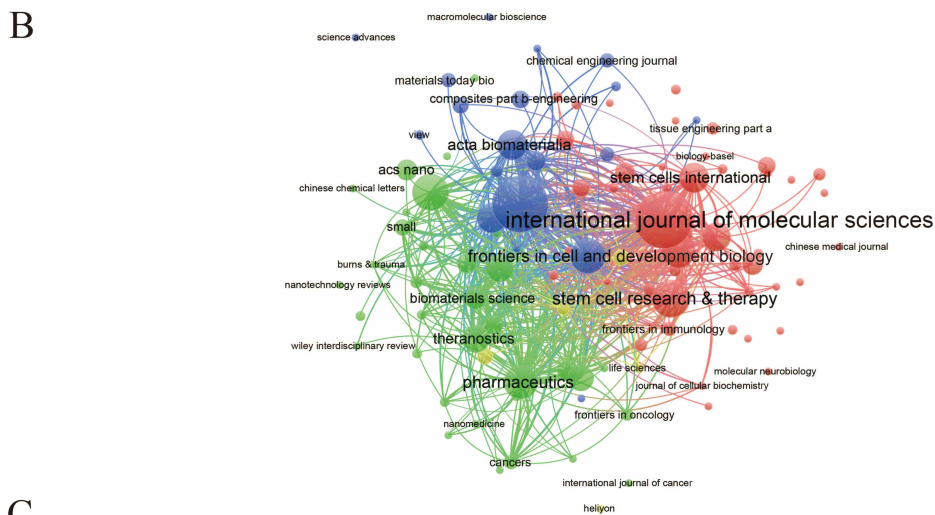 B
macromolecular bioscience
science advances
chemical engineering journal
materials today bio
composites part b-engineering
tissue engineering part a
view
acta biomaterialia
biology-basel
acs nano
stem cells international
chinese chemical letters
international journal of molecular sciences
small
chinese medical journal
frontiers in cell and development biology
burns & trauma
nanotechnology reviews
biomaterials science
stem cell research & therapy
frontiers in immunology
theranostics
wiley interdisciplinary review
life sciences
molecular neurobiology
pharmaceutics
journal of cellular biochemistry
frontiers in oncology
nanomedicine
cancers
international journal of cancer
heliyon